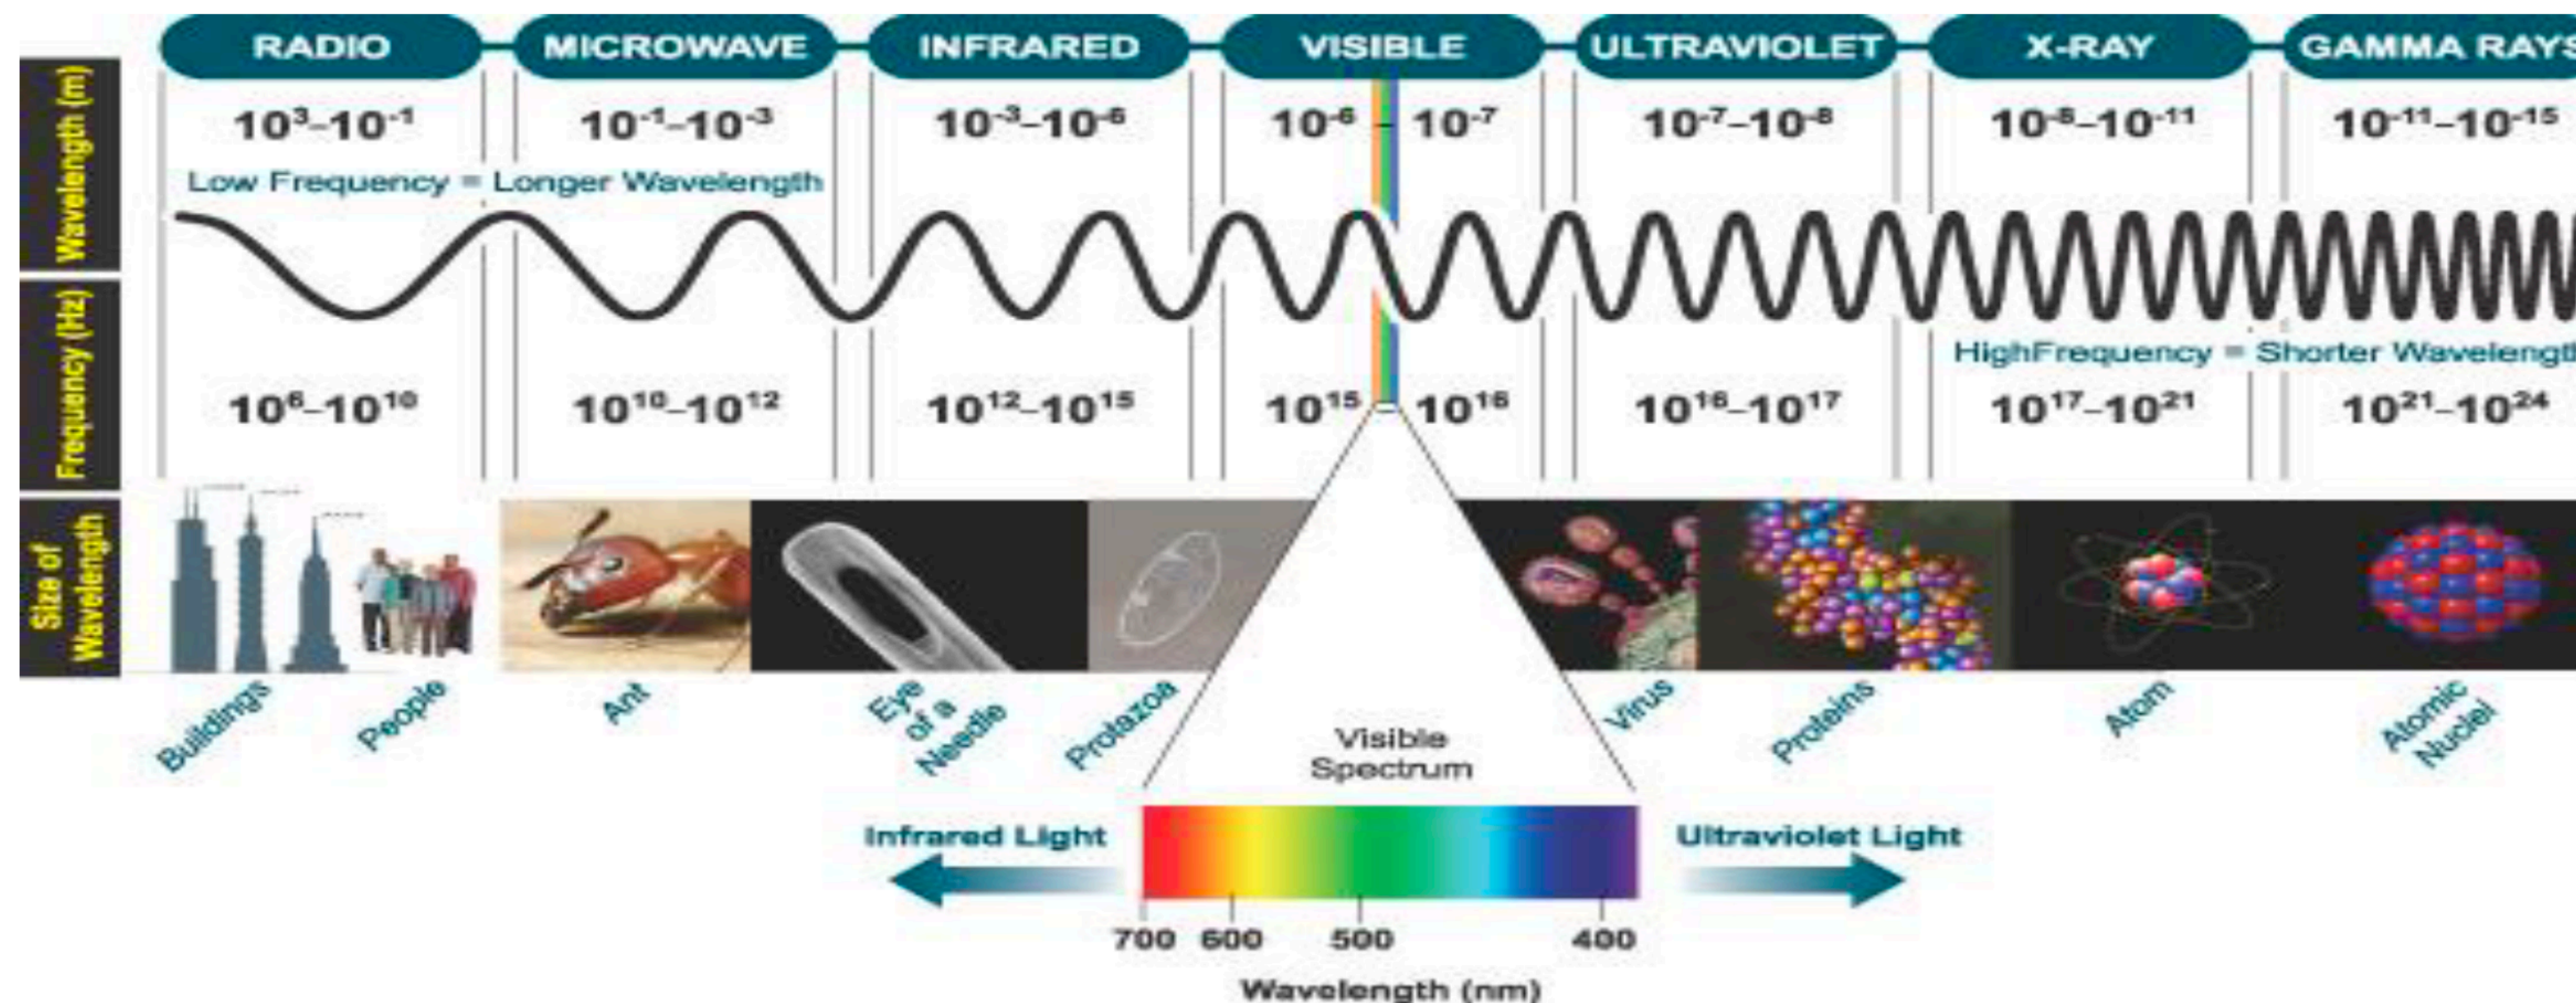 RADIO MICROWAVE INFRARED VISIBLE ULTRAVIOLET X-RAY GAMMA RAYS
Wavelength (m)
10³–10⁻¹ 10⁻¹–10⁻³ 10⁻³–10⁻⁶ 10⁻⁶ - 10⁻⁷ 10⁻⁷–10⁻⁸ 10⁻⁸–10⁻¹¹ 10⁻¹¹–10⁻¹⁵
Low Frequency = Longer Wavelength
HighFrequency = Shorter Wavelengt
Frequency (Hz)
10⁶–10¹⁰ 10¹⁰–10¹² 10¹²–10¹⁵ 10¹⁵ – 10¹⁶ 10¹⁶–10¹⁷ 10¹⁷–10²¹ 10²¹–10²⁴
Size of
Wavelength
Buildings
People
Ant
Eye
of a
Needle
Protazoa
Virus
Proteins
Atom
Atomic
Nuclei
Visible
Spectrum
Infrared Light
Ultraviolet Light
700 600 500 400
Wavelength (nm)